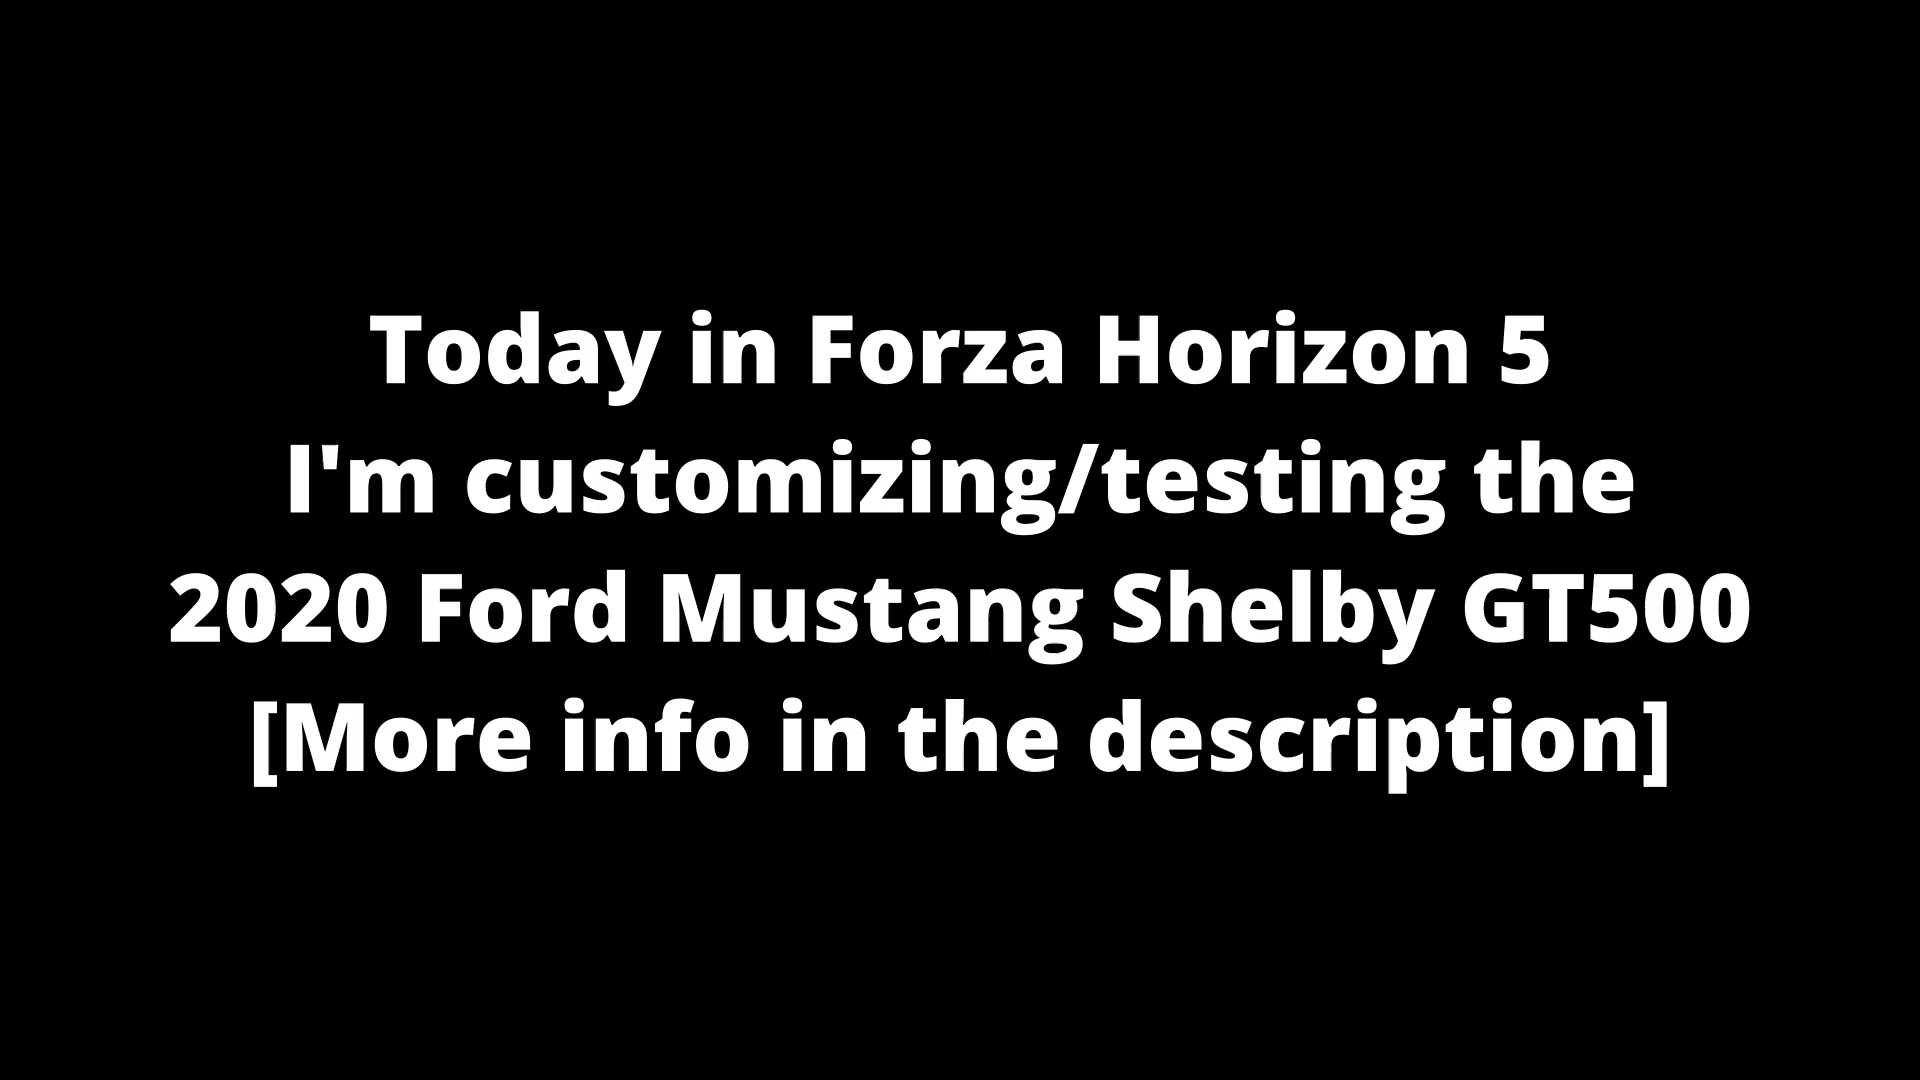 Today in Forza Horizon 5
I'm customizing/testing the
2020 Ford Mustang Shelby GT500
[More info in the description]